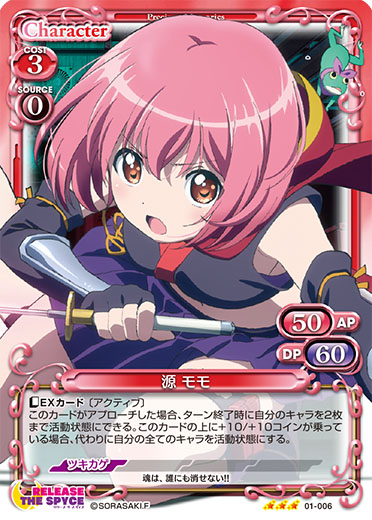 Character
COST
3
SOURCE
0
50 AP
DP 60
源 モモ
EXカード〔アクティブ〕
このカードがアプローチした場合、ターン終了時に自分のキャラを2枚
まで活動状態にできる。このカードの上に+10/+10コインが乗って
いる場合、代わりに自分の全てのキャラを活動状態にする。
ツキカゲ
魂は、誰にも消せない!!
RELEASE
THE SPYCE
©SORASAKI.F
★★★ 01-006